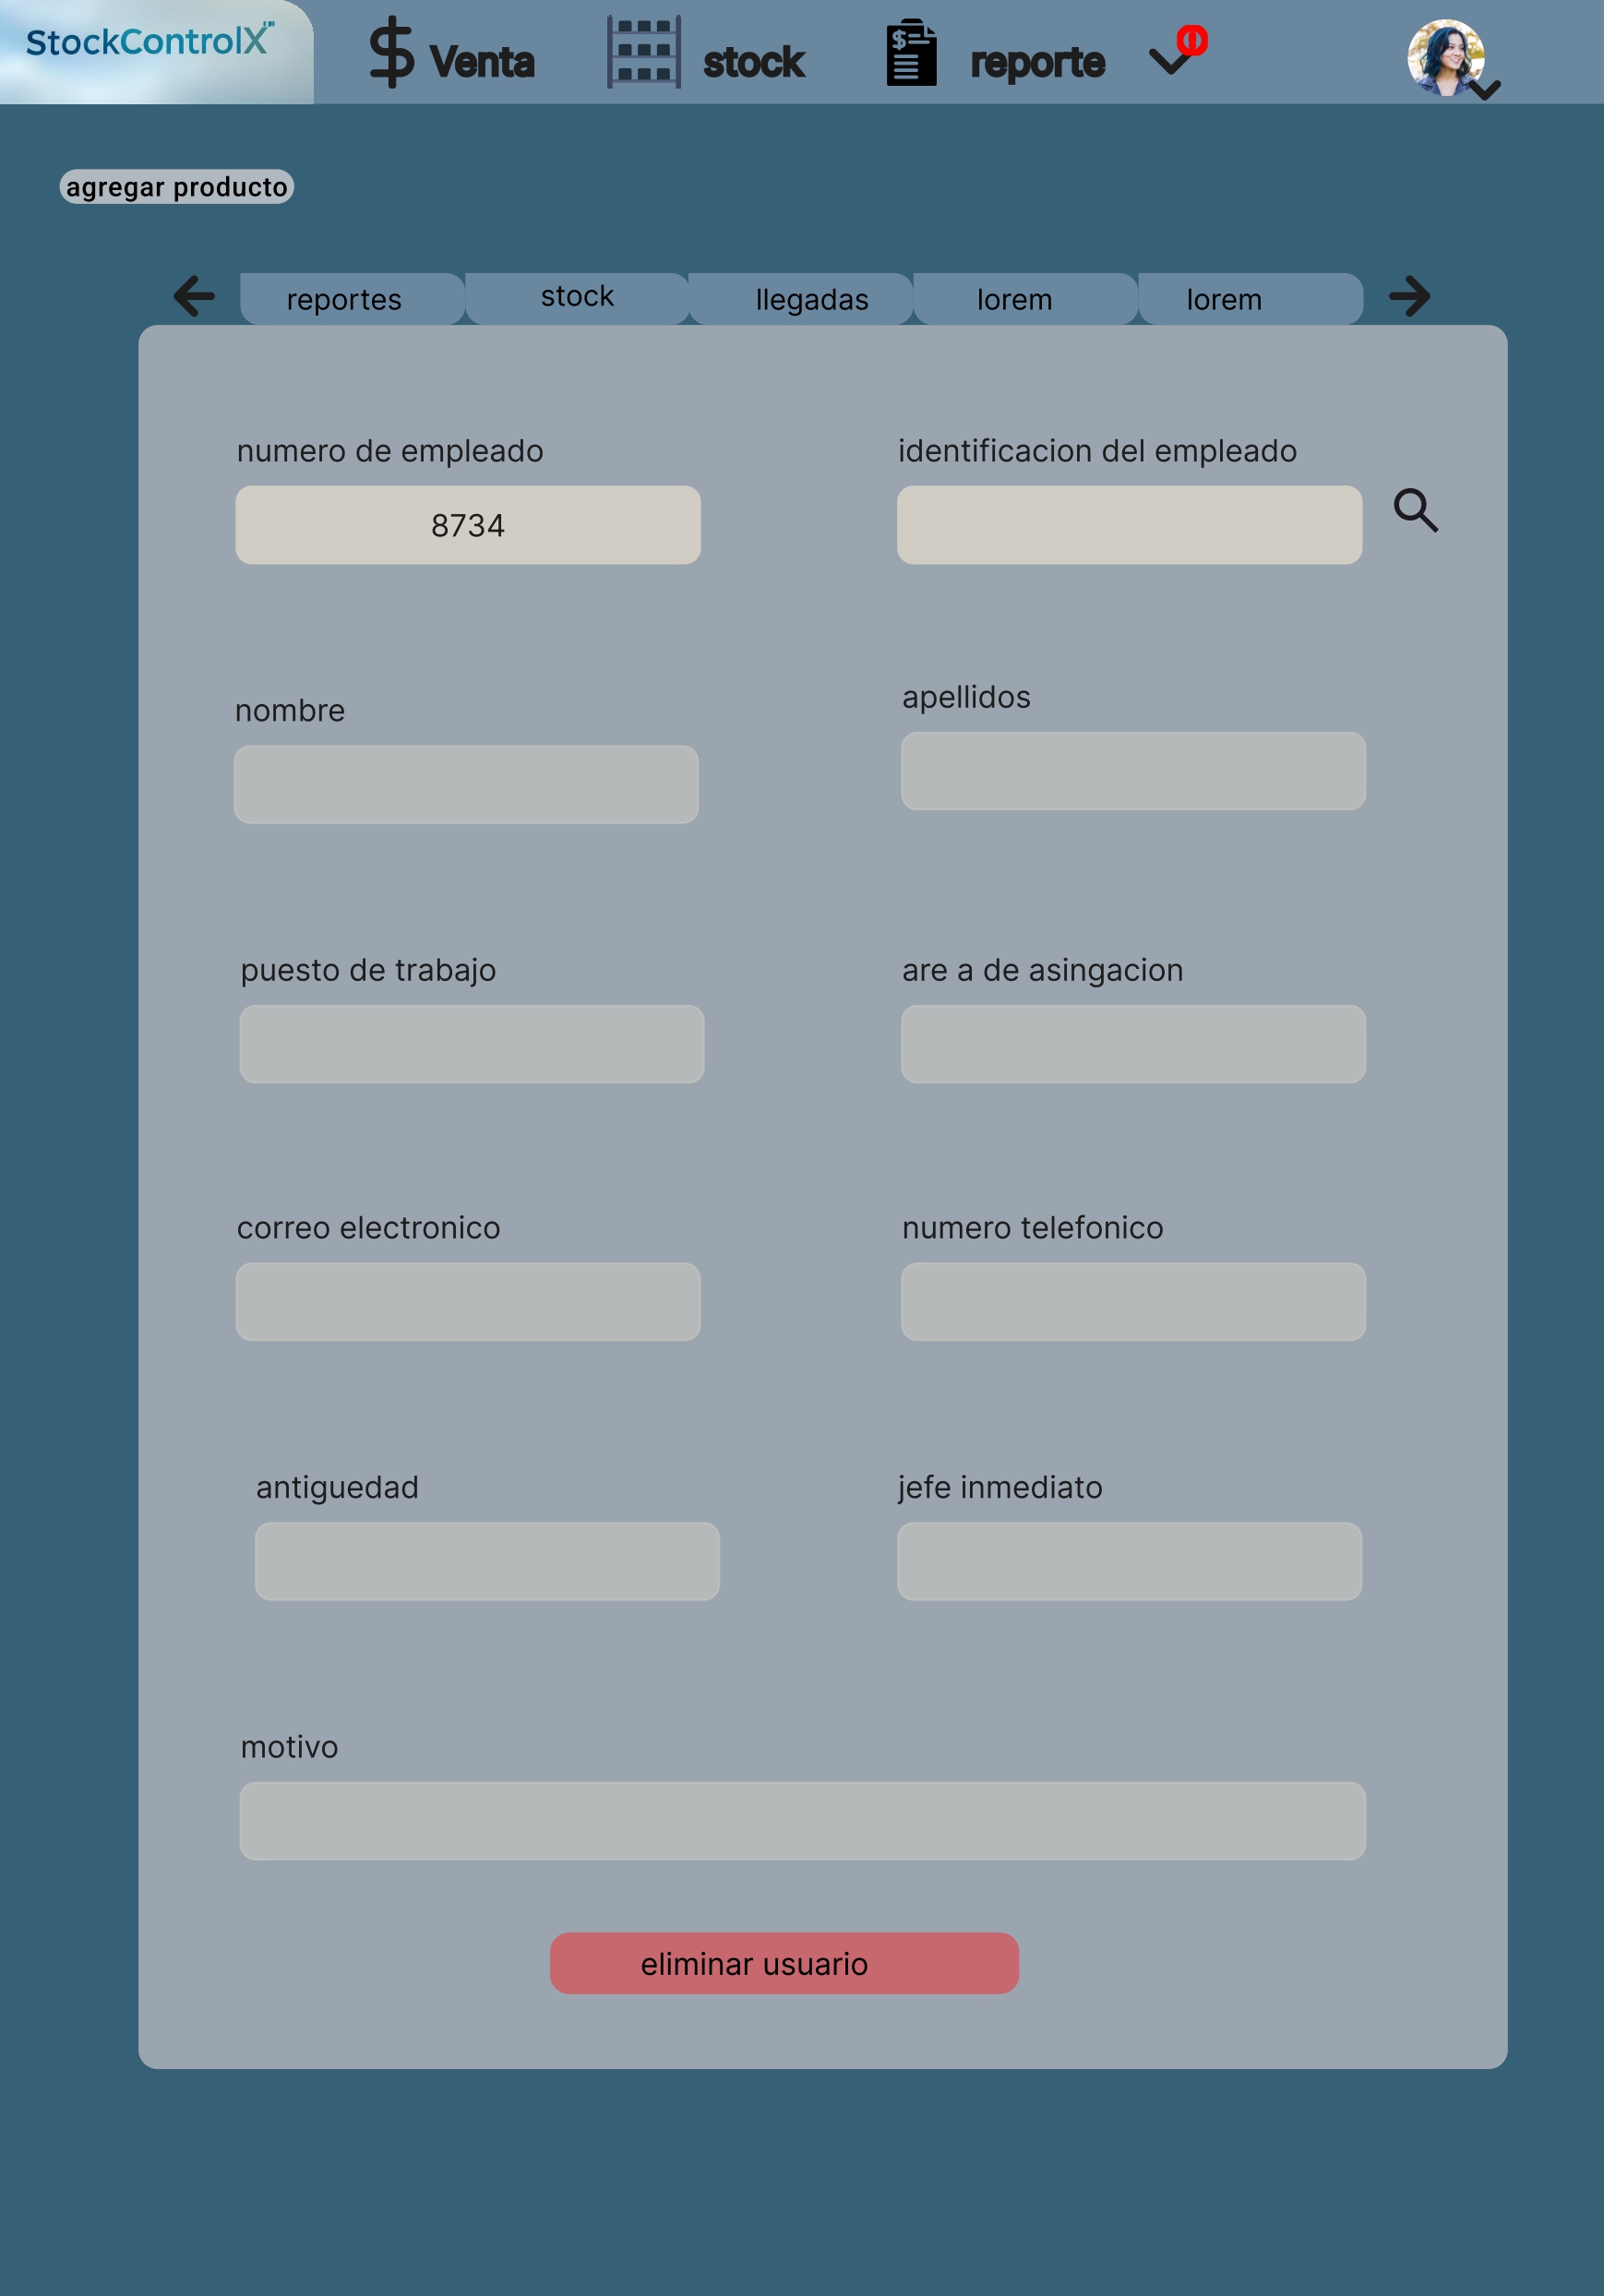 StockControlX
$ Venta
stock
$
reporte
0
agregar producto
reportes
stock
llegadas
lorem
lorem
numero de empleado
identificacion del empleado
8734
nombre
apellidos
puesto de trabajo
are a de asingacion
correo electronico
numero telefonico
antiguedad
jefe inmediato
motivo
eliminar usuario